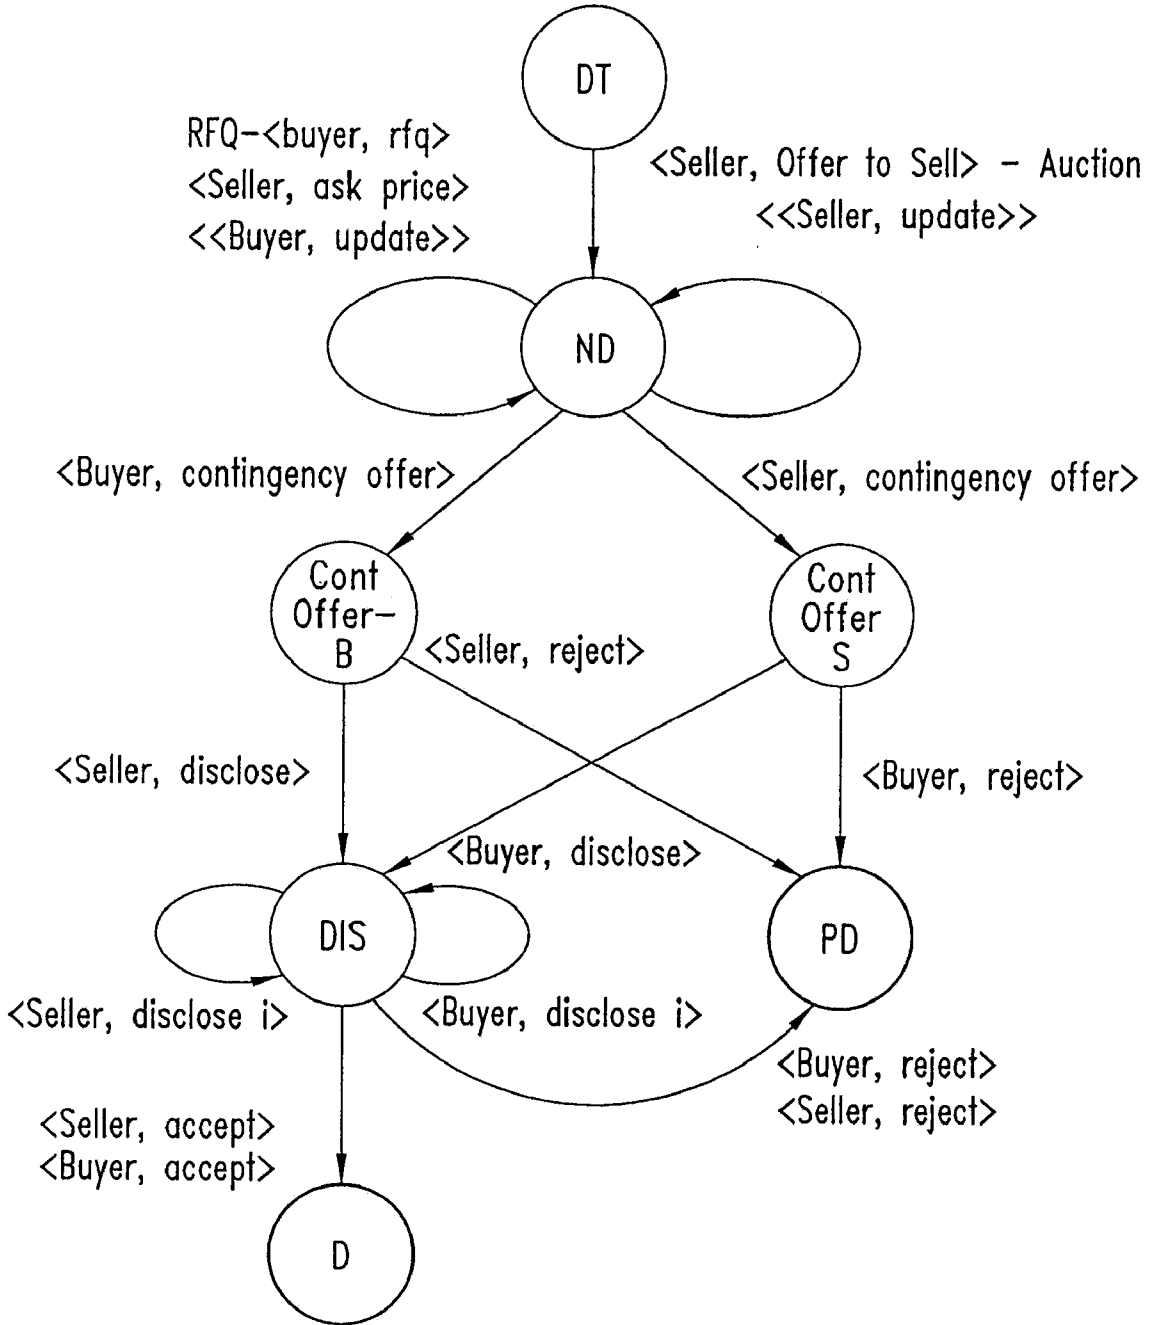 DT
RFQ-<buyer, rfq>
<Seller, ask price>
<<Buyer, update>>
<Seller, Offer to Sell> - Auction
<<Seller, update>>
ND
<Buyer, contingency offer>
<Seller, contingency offer>
Cont
Offer-
B
Cont
Offer
S
<Seller, reject>
<Seller, disclose>
<Buyer, reject>
<Buyer, disclose>
DIS
PD
<Seller, disclose i>
<Buyer, disclose i>
<Buyer, reject>
<Seller, reject>
<Seller, accept>
<Buyer, accept>
D